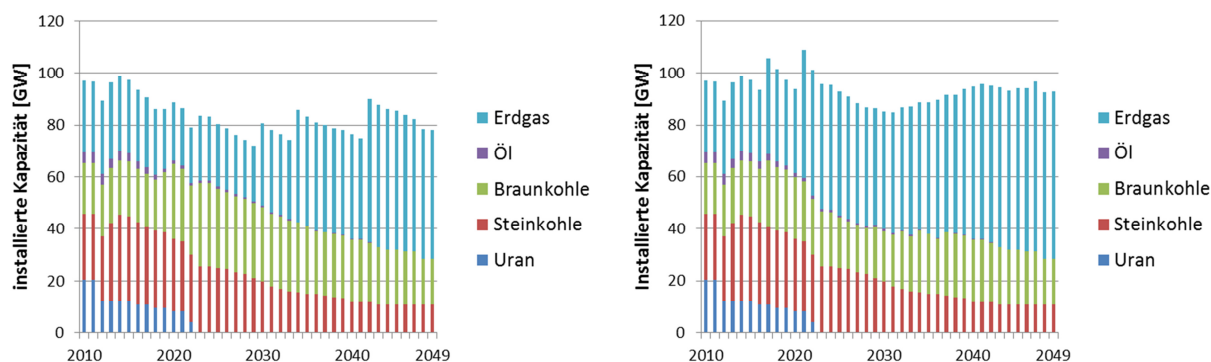 installierte Kapazität [GW]
120
100
80
60
40
20
0
2010
2020
2030
2040
2049
Erdgas
Öl
Braunkohle
Steinkohle
Uran
Installierte Kapazität [GW]
120
100
80
60
40
20
0
2010
2020
2030
2040
2049
Erdgas
Öl
Braunkohle
Steinkohle
Uran